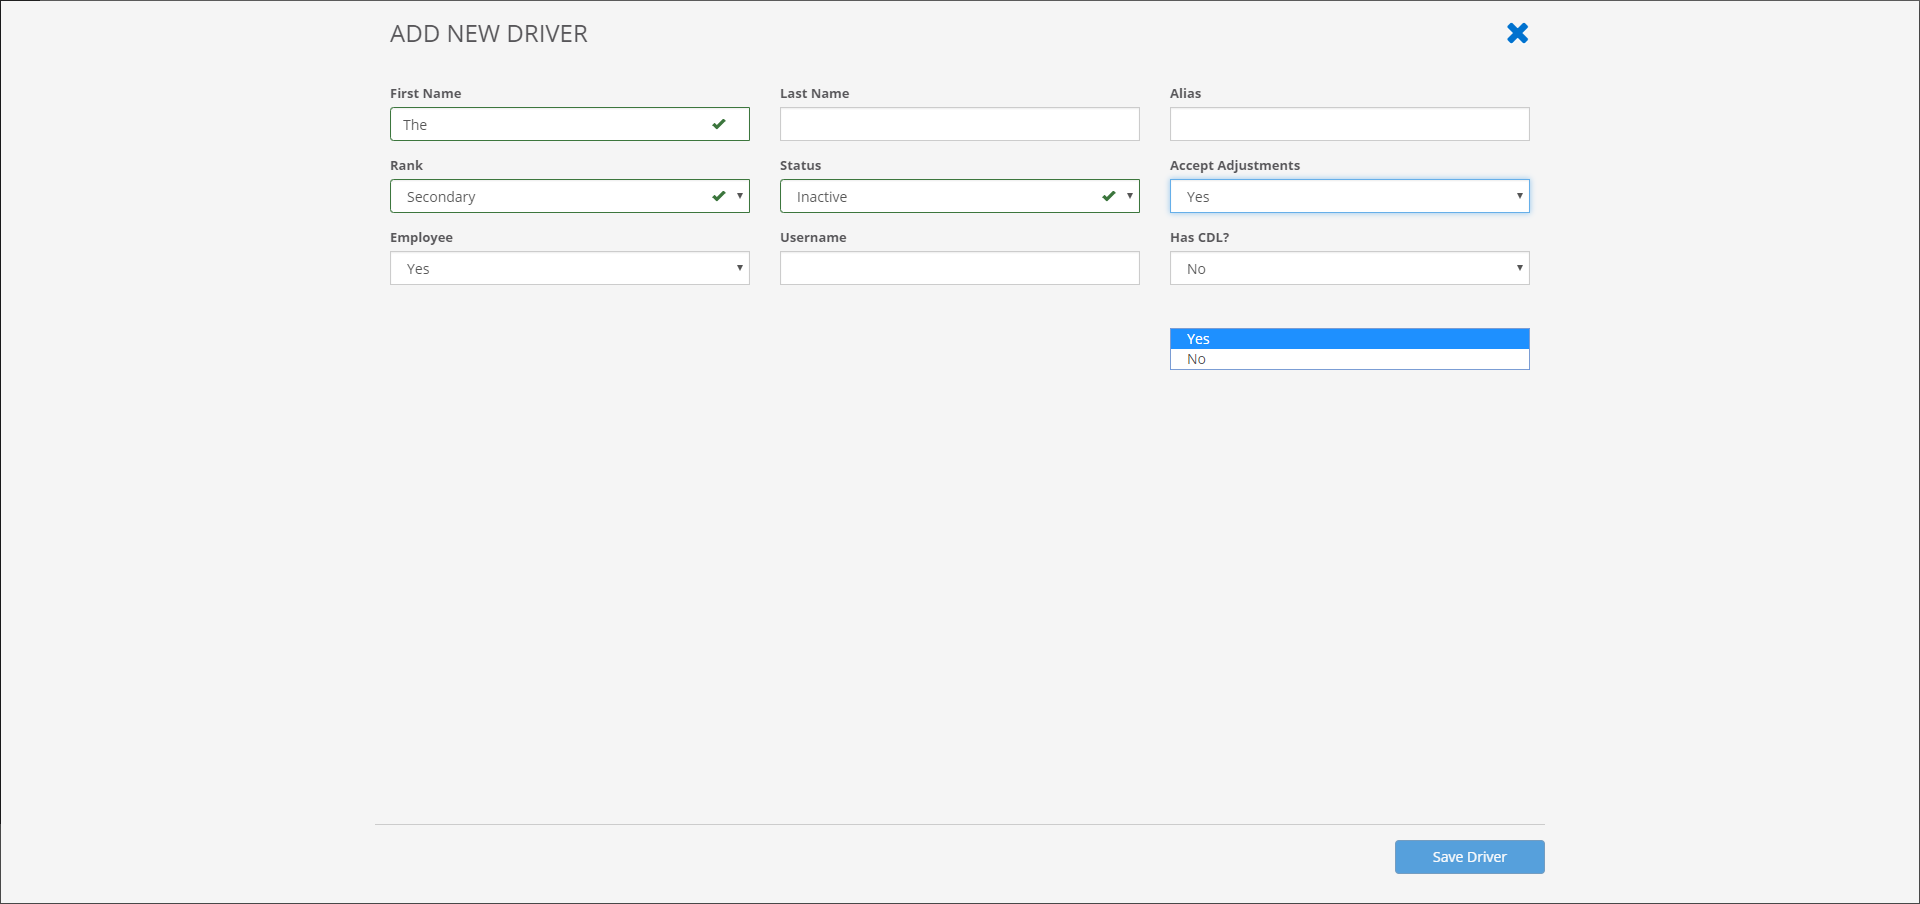 ADD NEW DRIVER
First Name Last Name Alias
The
Rank Status Accept Adjustments
Secondary Inactive Yes
Employee Username Has CDL?
Yes No
Yes
No
Save Driver